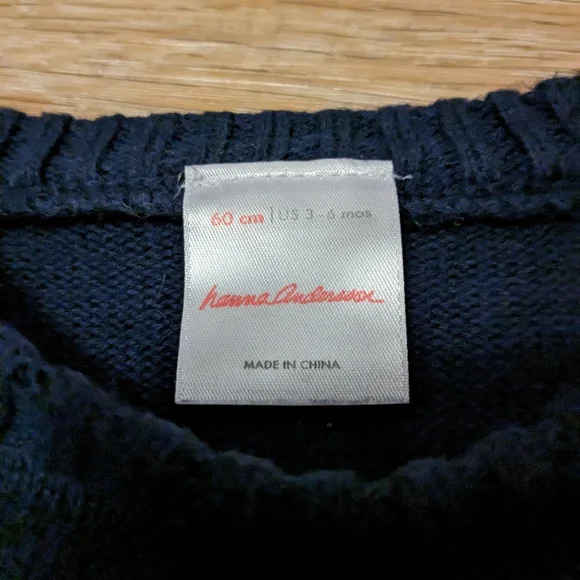 60 cm | US 3-6 mos
hanna Andersson
MADE IN CHINA